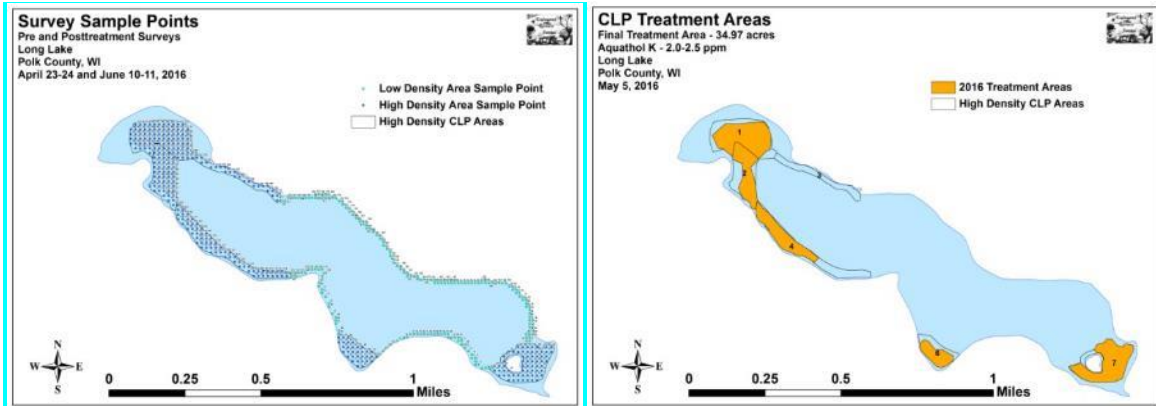 Survey Sample Points
Pre and Posttreatment Surveys
Long Lake
Polk County, WI
April 23-24 and June 10-11, 2016
Low Density Area Sample Point
High Density Area Sample Point
High Density CLP Areas
N
W E
S
0 0.25 0.5 1
Miles
CLP Treatment Areas
Final Treatment Area - 34.97 acres
Aquathol K - 2.0-2.5 ppm
Long Lake
Polk County, WI
May 5, 2016
2016 Treatment Areas
High Density CLP Areas
1
2
3
4
6
7
N
W E
S
0 0.25 0.5 1
Miles